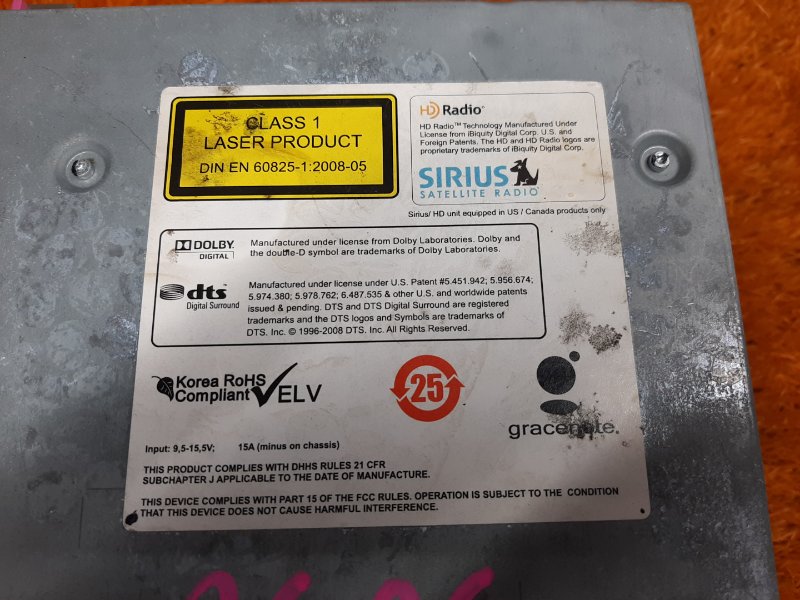 CLASS 1
LASER PRODUCT
DIN EN 60825-1:2008-05
HD Radio™
HD Radio™ Technology Manufactured Under
License from iBiquity Digital Corp. U.S. and
Foreign Patents. The HD and HD Radio logos are
proprietary trademarks of iBiquity Digital Corp.
SIRIUS
SATELLITE RADIO
Sirius/ HD unit equipped in US / Canada products only
DOLBY
DIGITAL
Manufactured under license from Dolby Laboratories. Dolby and
the double-D symbol are trademarks of Dolby Laboratories.
dts
Digital Surround
Manufactured under license under U.S. Patent #5.451.942; 5.956.674;
5.974.380; 5.978.762; 6.487.535 & other U.S. and worldwide patents
issued & pending. DTS and DTS Digital Surround are registered
trademarks and the DTS logos and Symbols are trademarks of
DTS. Inc. © 1996-2008 DTS. Inc. All Rights Reserved.
Korea RoHS
Compliant
ELV
25
gracenote.
Input: 9,5-15,5V; 15A (minus on chassis)
THIS PRODUCT COMPLIES WITH DHHS RULES 21 CFR
SUBCHAPTER J APPLICABLE TO THE DATE OF MANUFACTURE.
THIS DEVICE COMPLIES WITH PART 15 OF THE FCC RULES. OPERATION IS SUBJECT TO THE CONDITION
THAT THIS DEVICE DOES NOT CAUSE HARMFUL INTERFERENCE.